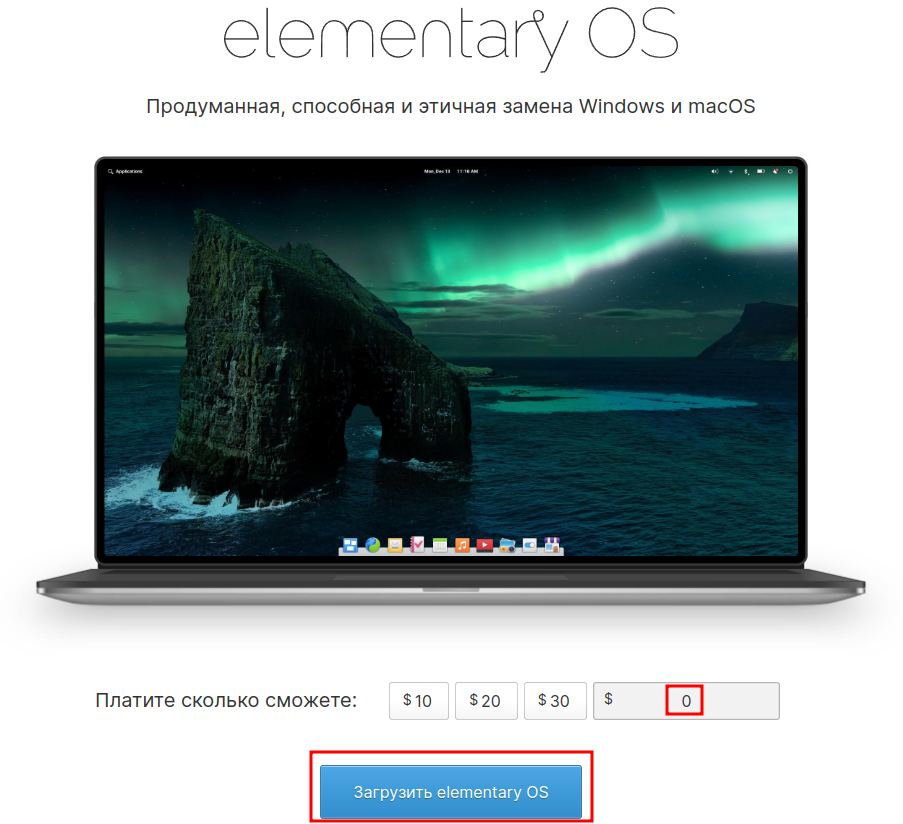 elementary OS
Продуманная, способная и этичная замена Windows и macOS
Applications Mon, Dec 13 11:16 AM
Платите сколько сможете: $ 10 $ 20 $ 30 $ 0
Загрузить elementary OS